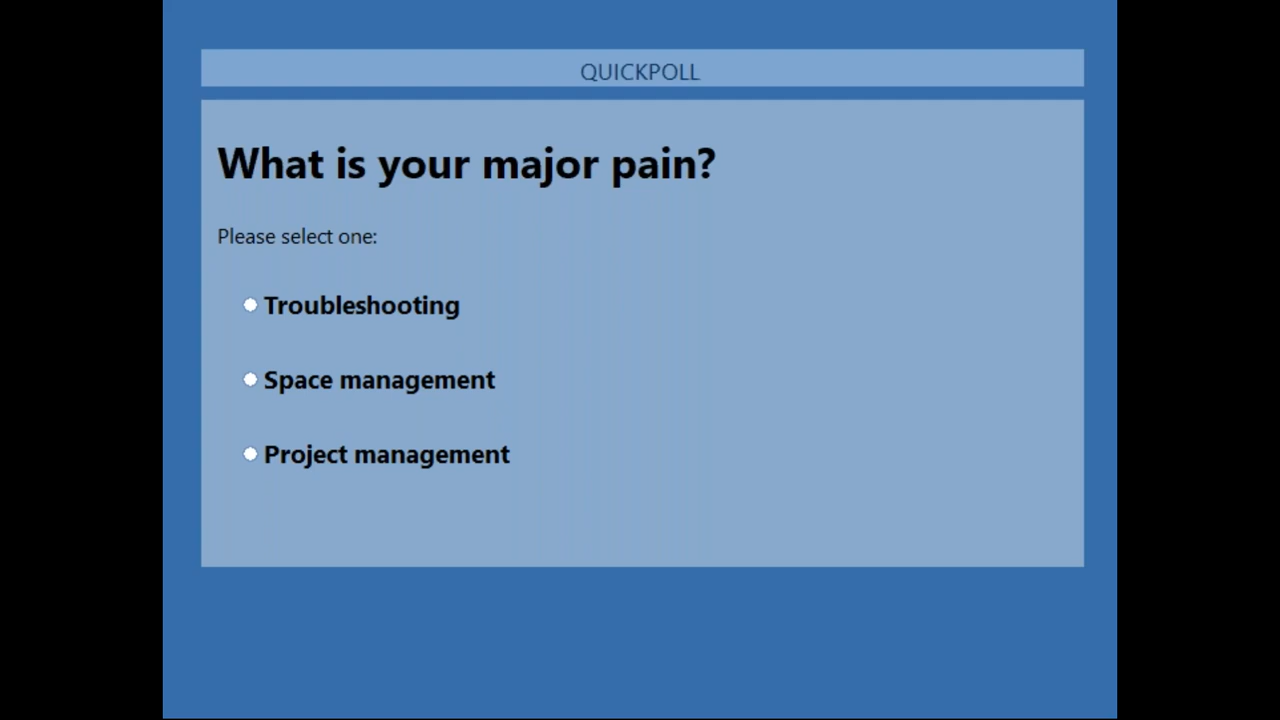 QUICKPOLL
What is your major pain?
Please select one:
Troubleshooting
Space management
Project management